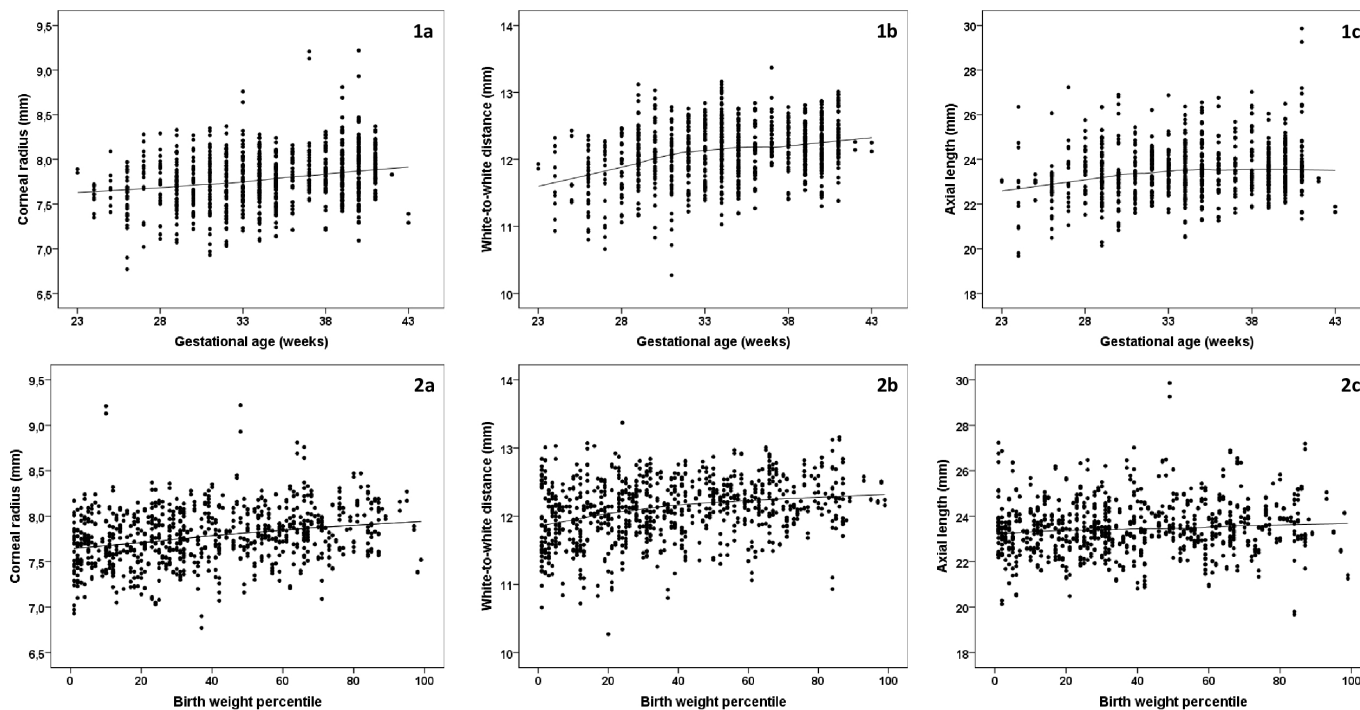 1a
9,5
9,0
8,5
8,0
7,5
7,0
6,5
Corneal radius (mm)
23 28 33 38 43
Gestational age (weeks)
1b
14
13
12
11
10
White-to-white distance (mm)
23 28 33 38 43
Gestational age (weeks)
1c
30
28
26
24
22
20
18
Axial length (mm)
23 28 33 38 43
Gestational age (weeks)
2a
9,5
9,0
8,5
8,0
7,5
7,0
6,5
Corneal radius (mm)
0 20 40 60 80 100
Birth weight percentile
2b
14
13
12
11
10
White-to-white distance (mm)
0 20 40 60 80 100
Birth weight percentile
2c
30
28
26
24
22
20
18
Axial length (mm)
0 20 40 60 80 100
Birth weight percentile